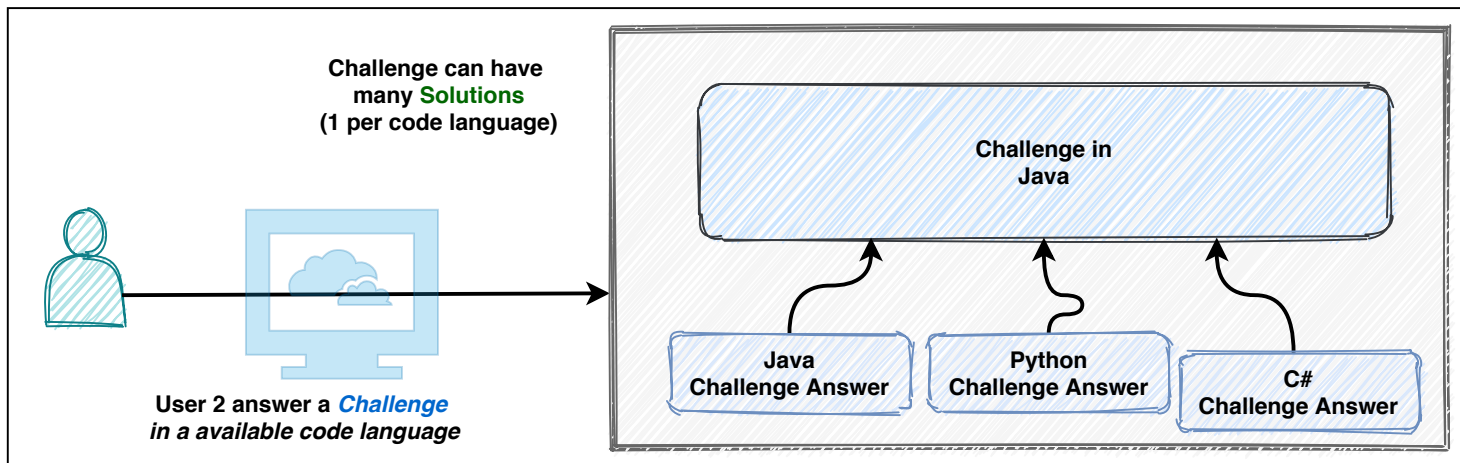 Challenge can have
many Solutions
(1 per code language)
User 2 answer a Challenge
in a available code language
Challenge in
Java
Java
Challenge Answer
Python
Challenge Answer
C#
Challenge Answer